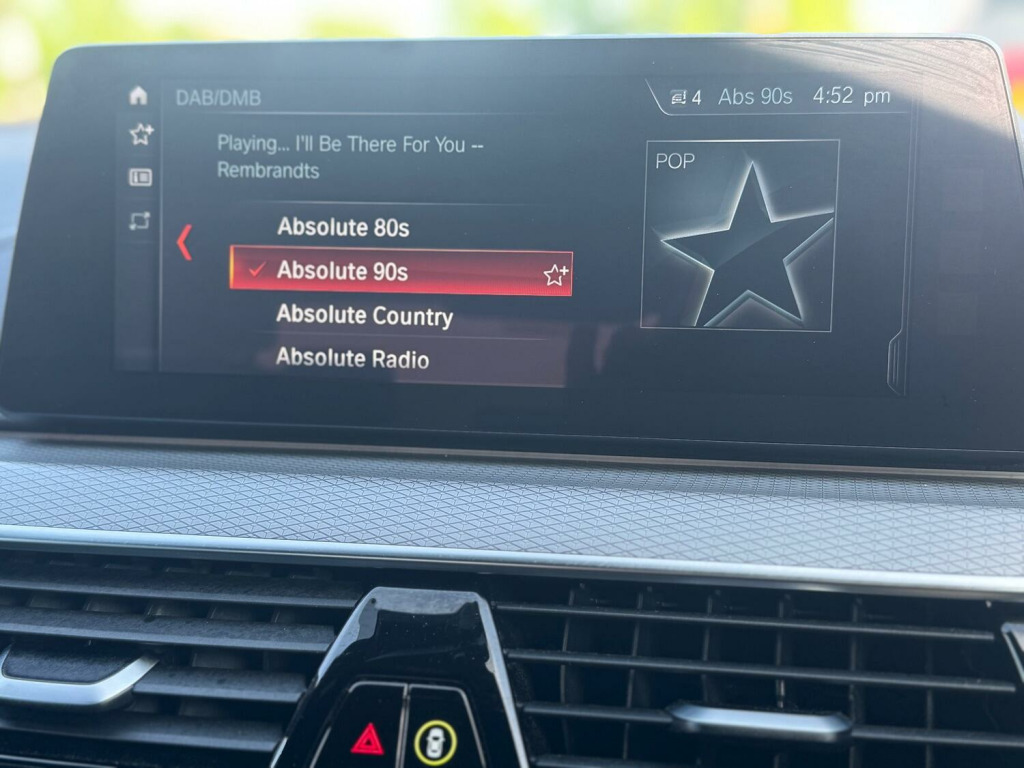 DAB/DMB
4 Abs 90s 4:52 pm
Playing... I'll Be There For You --
Rembrandts
POP
Absolute 80s
Absolute 90s
Absolute Country
Absolute Radio